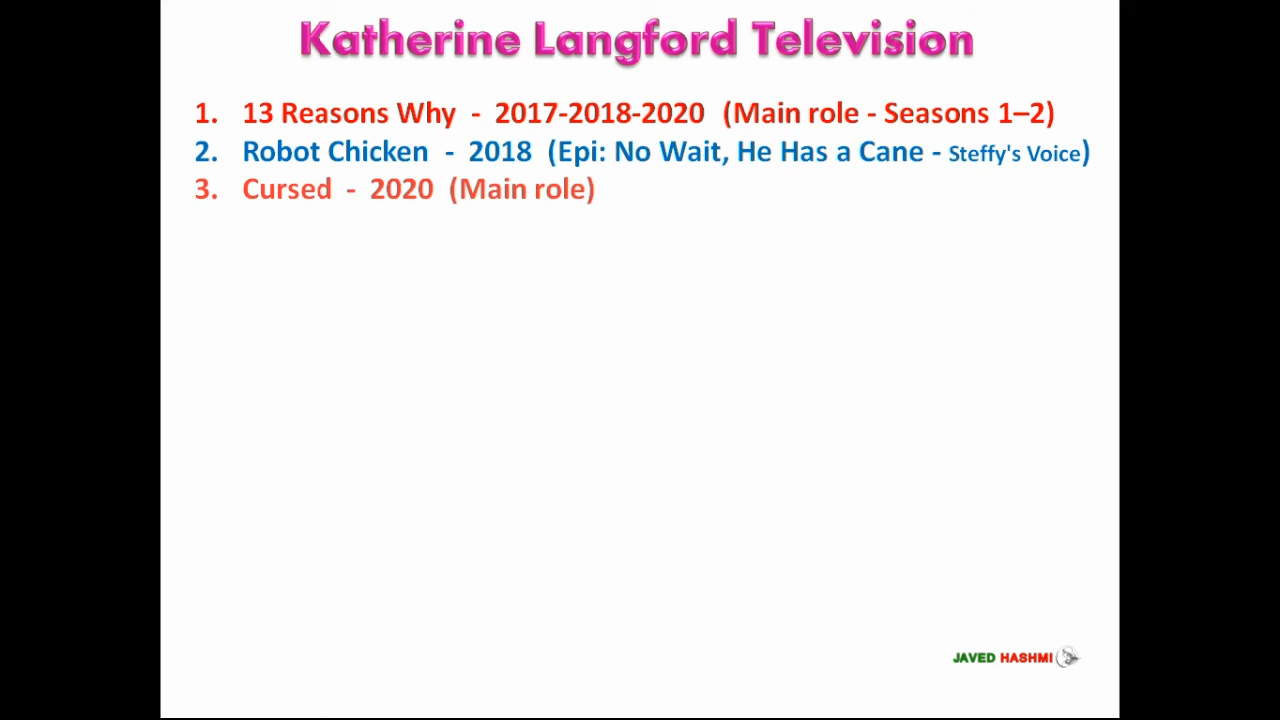 Katherine Langford Television
1. 13 Reasons Why - 2017-2018-2020 (Main role - Seasons 1–2)
2. Robot Chicken - 2018 (Epi: No Wait, He Has a Cane - Steffy's Voice)
3. Cursed - 2020 (Main role)
JAVED HASHMI